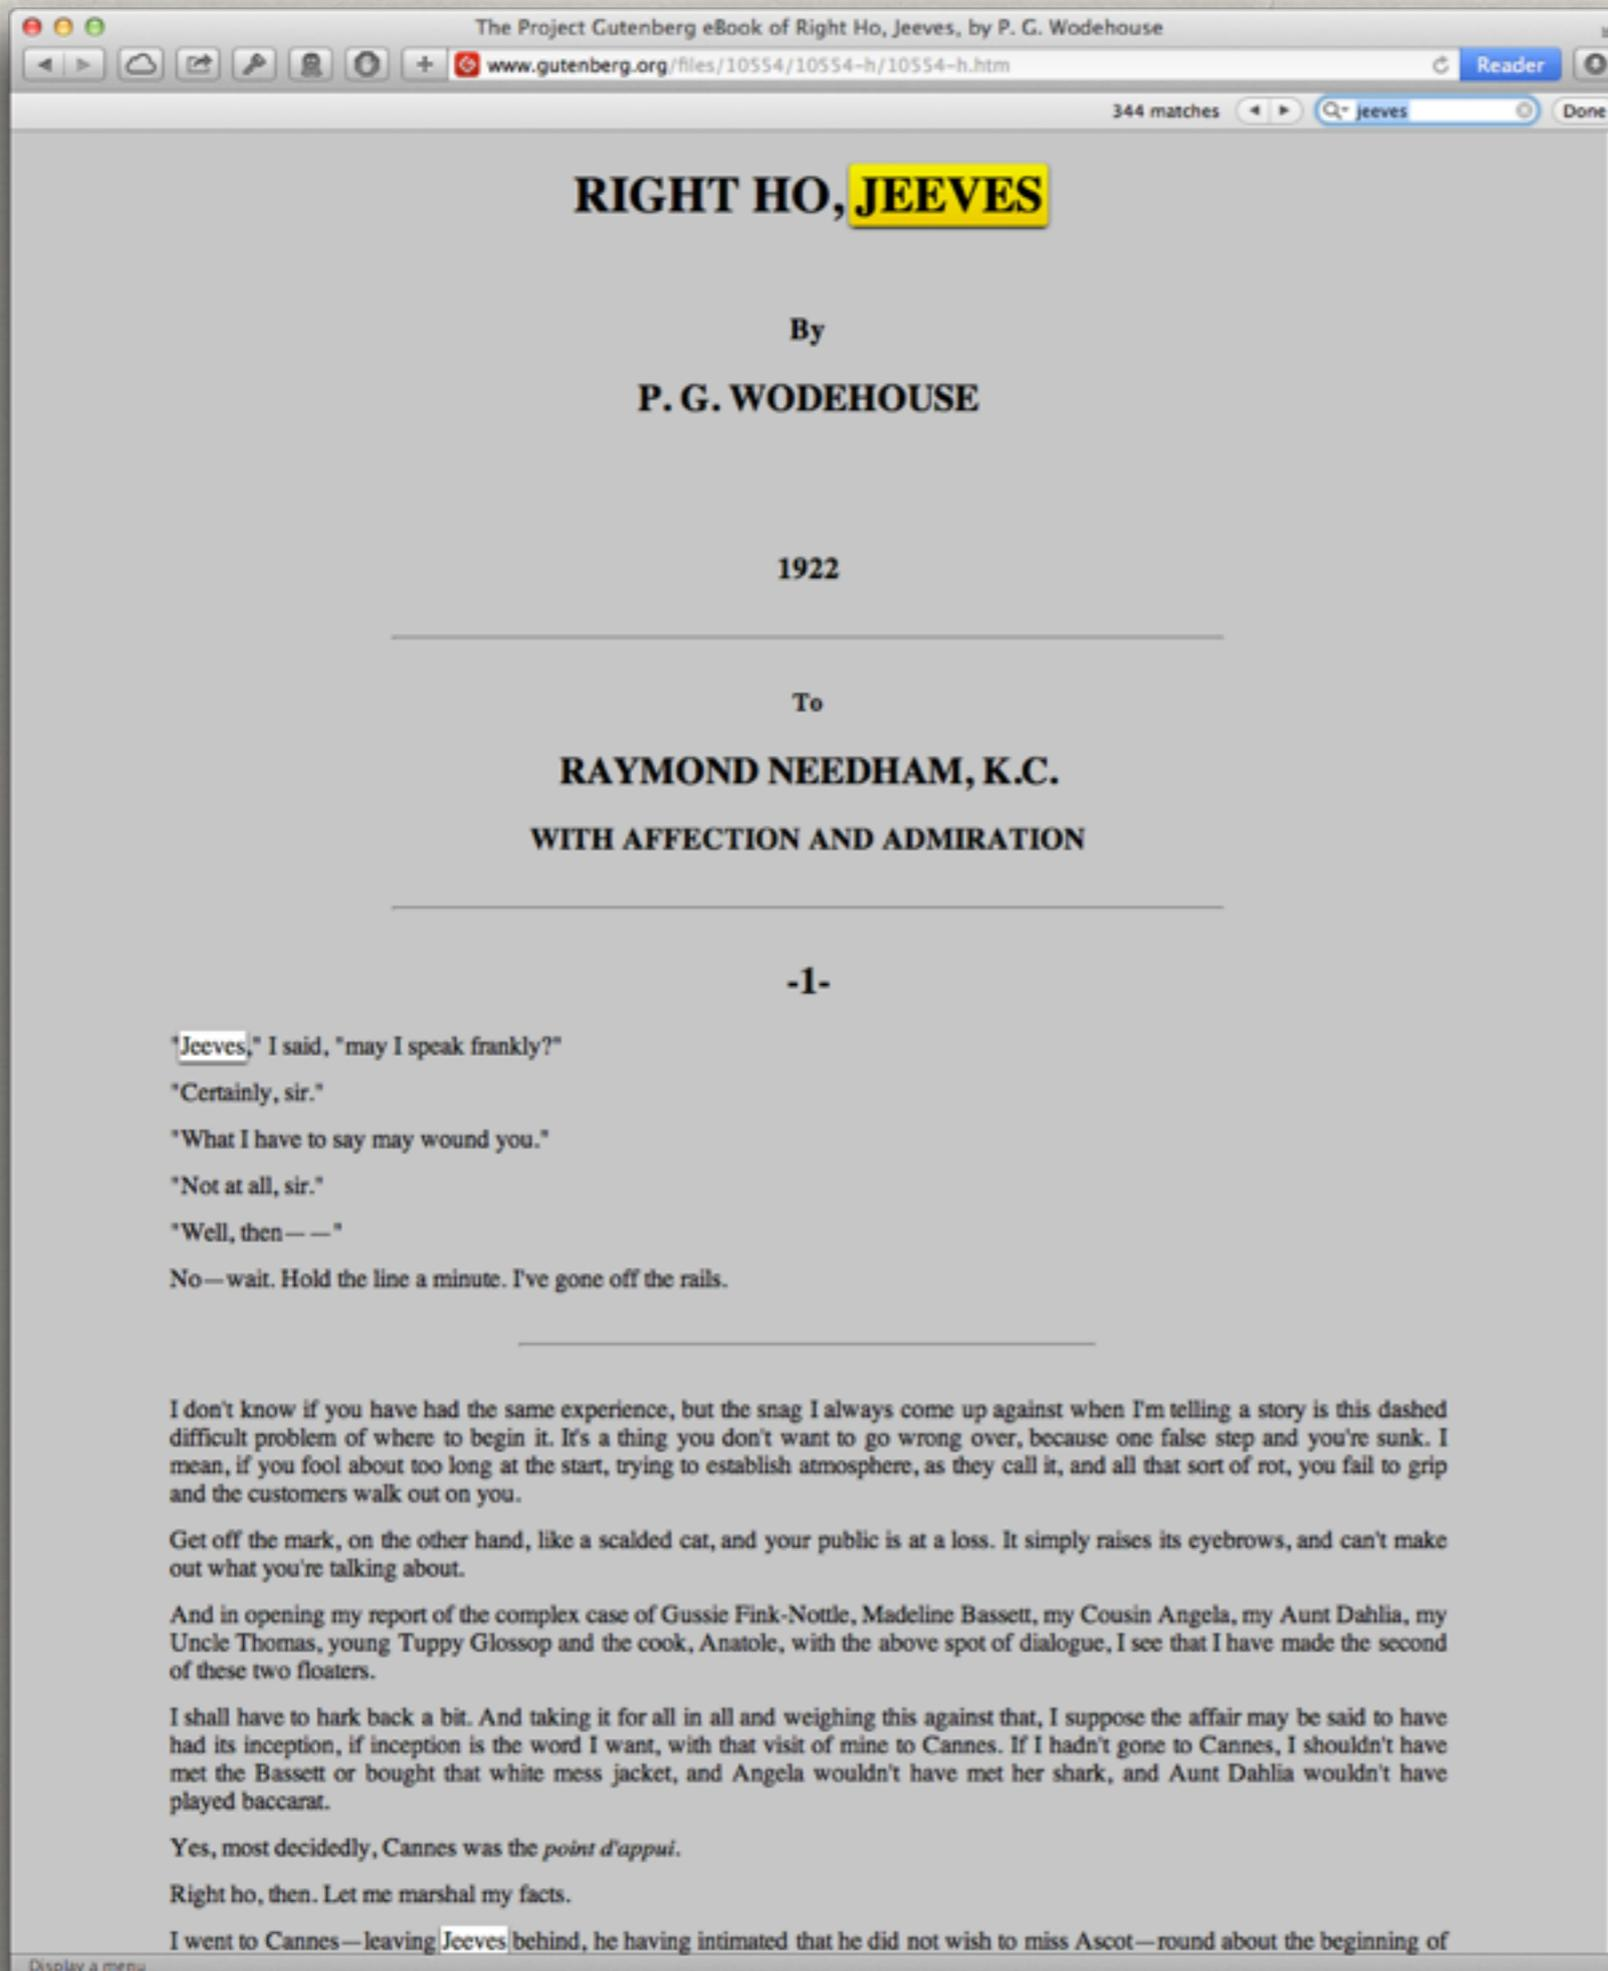 The Project Gutenberg eBook of Right Ho, Jeeves, by P. G. Wodehouse
www.gutenberg.org/files/10554/10554-h/10554-h.htm
Reader
344 matches
jeeves
Done
RIGHT HO, JEEVES
By
P. G. WODEHOUSE
1922
To
RAYMOND NEEDHAM, K.C.
WITH AFFECTION AND ADMIRATION
-1-
"Jeeves," I said, "may I speak frankly?"
"Certainly, sir."
"What I have to say may wound you."
"Not at all, sir."
"Well, then— —"
No—wait. Hold the line a minute. I've gone off the rails.
I don't know if you have had the same experience, but the snag I always come up against when I'm telling a story is this dashed
difficult problem of where to begin it. It's a thing you don't want to go wrong over, because one false step and you're sunk. I
mean, if you fool about too long at the start, trying to establish atmosphere, as they call it, and all that sort of rot, you fail to grip
and the customers walk out on you.
Get off the mark, on the other hand, like a scalded cat, and your public is at a loss. It simply raises its eyebrows, and can't make
out what you're talking about.
And in opening my report of the complex case of Gussie Fink-Nottle, Madeline Bassett, my Cousin Angela, my Aunt Dahlia, my
Uncle Thomas, young Tuppy Glossop and the cook, Anatole, with the above spot of dialogue, I see that I have made the second
of these two floaters.
I shall have to hark back a bit. And taking it for all in all and weighing this against that, I suppose the affair may be said to have
had its inception, if inception is the word I want, with that visit of mine to Cannes. If I hadn't gone to Cannes, I shouldn't have
met the Bassett or bought that white mess jacket, and Angela wouldn't have met her shark, and Aunt Dahlia wouldn't have
played baccarat.
Yes, most decidedly, Cannes was the point d'appui.
Right ho, then. Let me marshal my facts.
I went to Cannes—leaving Jeeves behind, he having intimated that he did not wish to miss Ascot—round about the beginning of
Display a menu